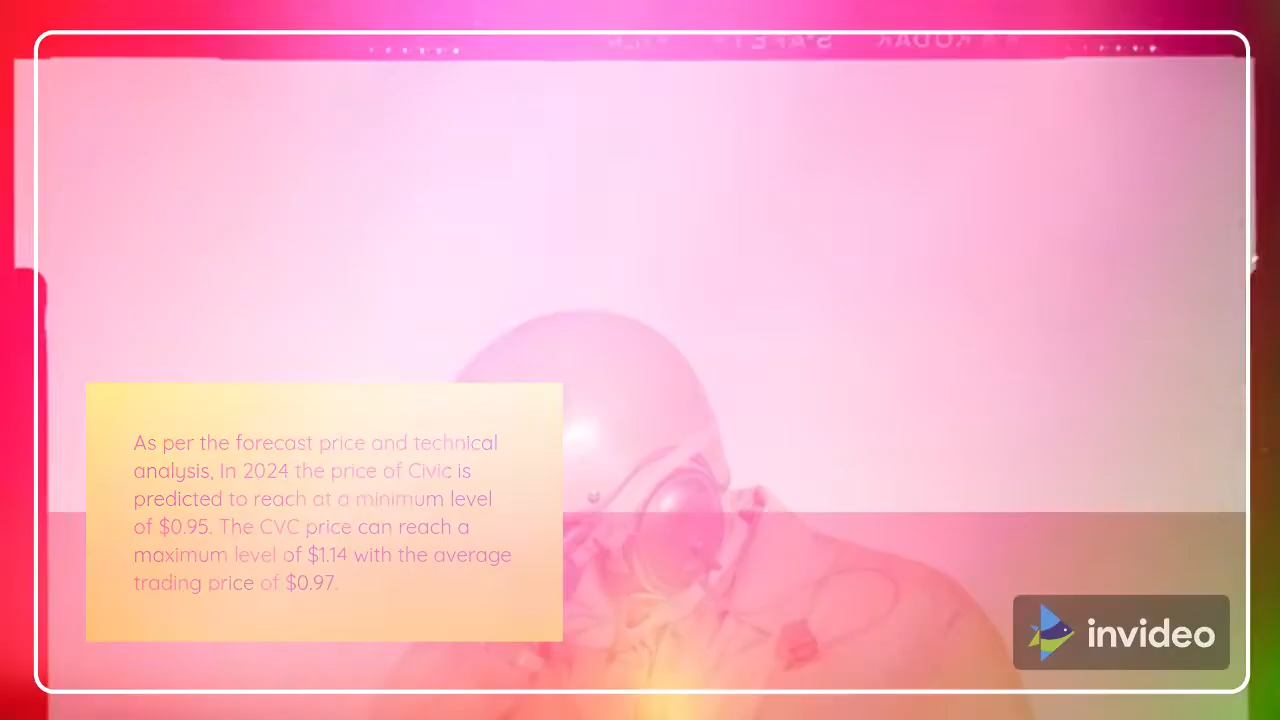 As per the forecast price and technical
analysis, In 2024 the price of Civic is
predicted to reach at a minimum level
of $0.95. The CVC price can reach a
maximum level of $1.14 with the average
trading price of $0.97.
invideo